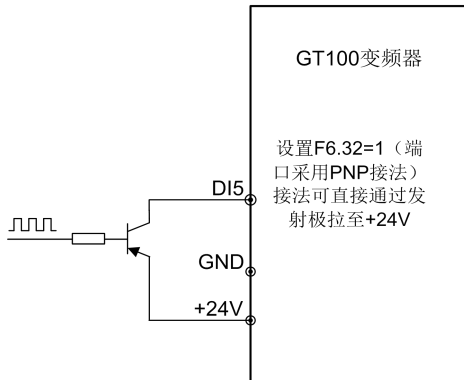 GT100变频器
设置F6.32=1（端
口采用PNP接法）
接法可直接通过发
射极拉至+24V
DI5
GND
+24V